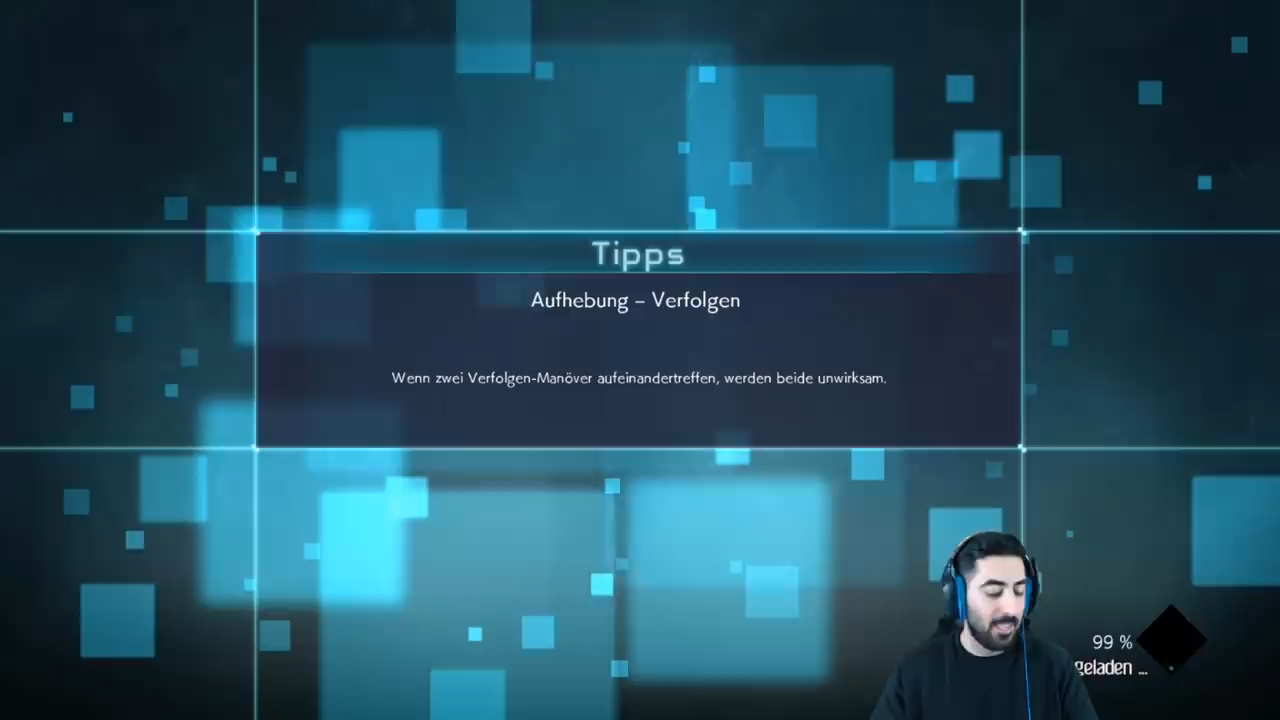 Tipps
Aufhebung – Verfolgen
Wenn zwei Verfolgen-Manöver aufeinandertreffen, werden beide unwirksam.
99 %
geladen ...